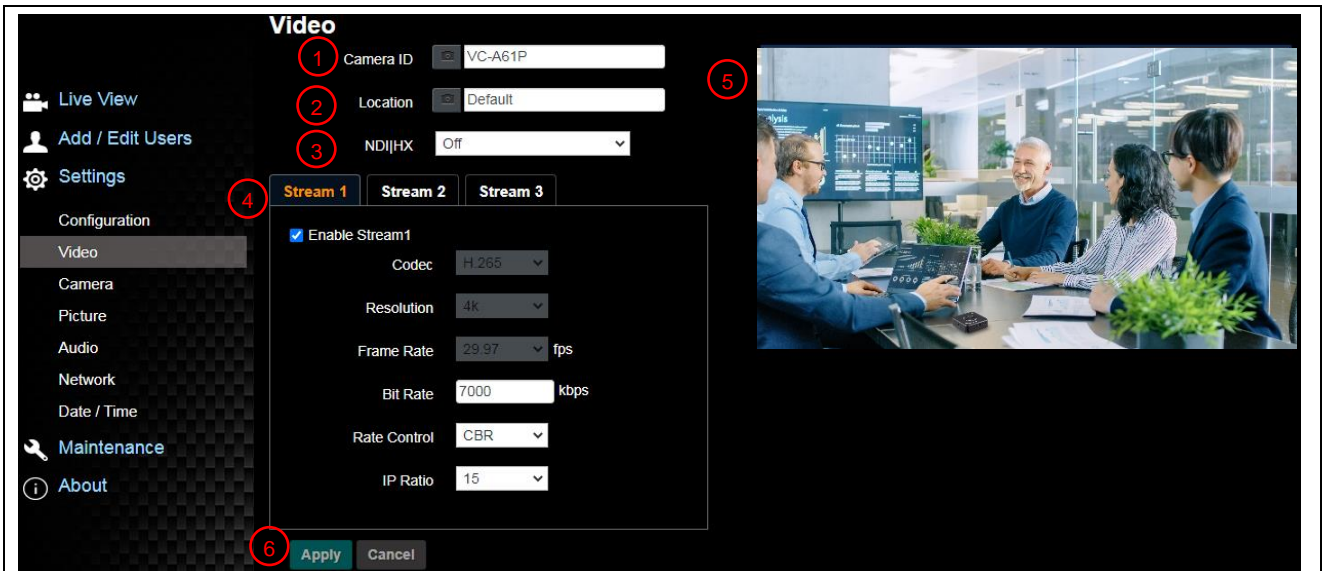 Video
1 Camera ID VC-A61P
2 Location Default
3 NDI|HX Off
Live View
Add / Edit Users
Settings
Configuration
Video
Camera
Picture
Audio
Network
Date / Time
Maintenance
About
4 Stream 1 Stream 2 Stream 3
Enable Stream1
Codec H.265
Resolution 4k
Frame Rate 29.97 fps
Bit Rate 7000 kbps
Rate Control CBR
IP Ratio 15
6 Apply Cancel
5
alysis